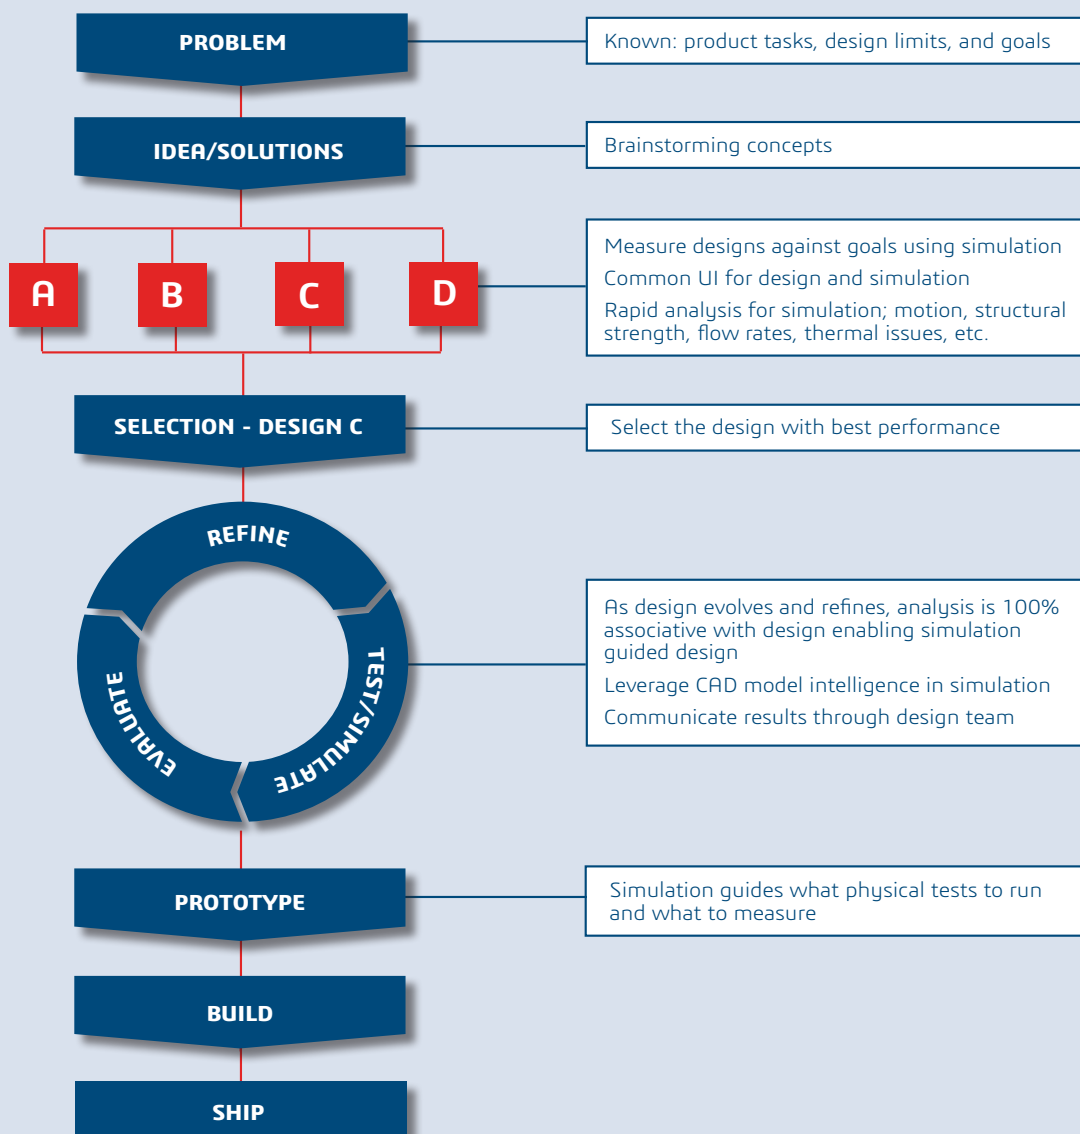 PROBLEM
Known: product tasks, design limits, and goals
IDEA/SOLUTIONS
Brainstorming concepts
A
B
C
D
Measure designs against goals using simulation
Common UI for design and simulation
Rapid analysis for simulation; motion, structural
strength, flow rates, thermal issues, etc.
SELECTION - DESIGN C
Select the design with best performance
REFINE
TEST/SIMULATE
EVALUATE
As design evolves and refines, analysis is 100%
associative with design enabling simulation
guided design
Leverage CAD model intelligence in simulation
Communicate results through design team
PROTOTYPE
Simulation guides what physical tests to run
and what to measure
BUILD
SHIP